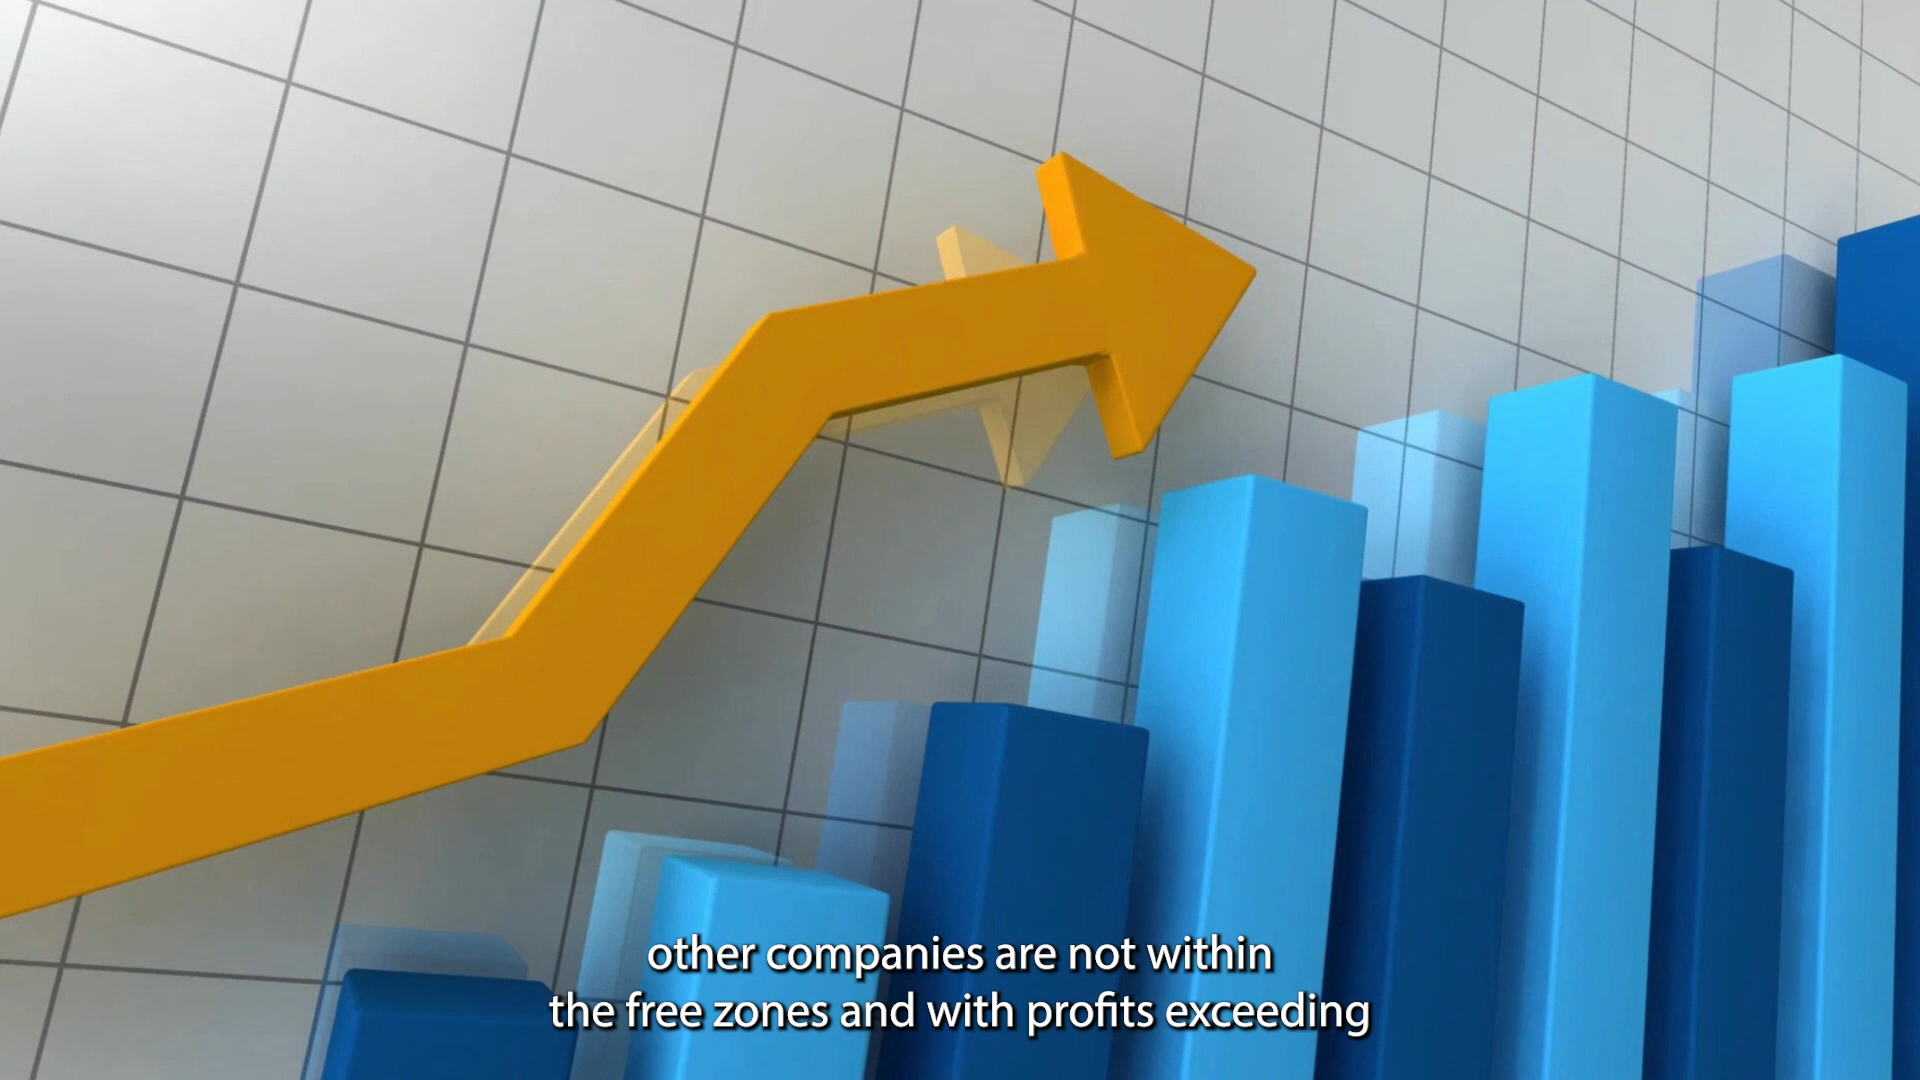 other companies are not within
the free zones and with profits exceeding